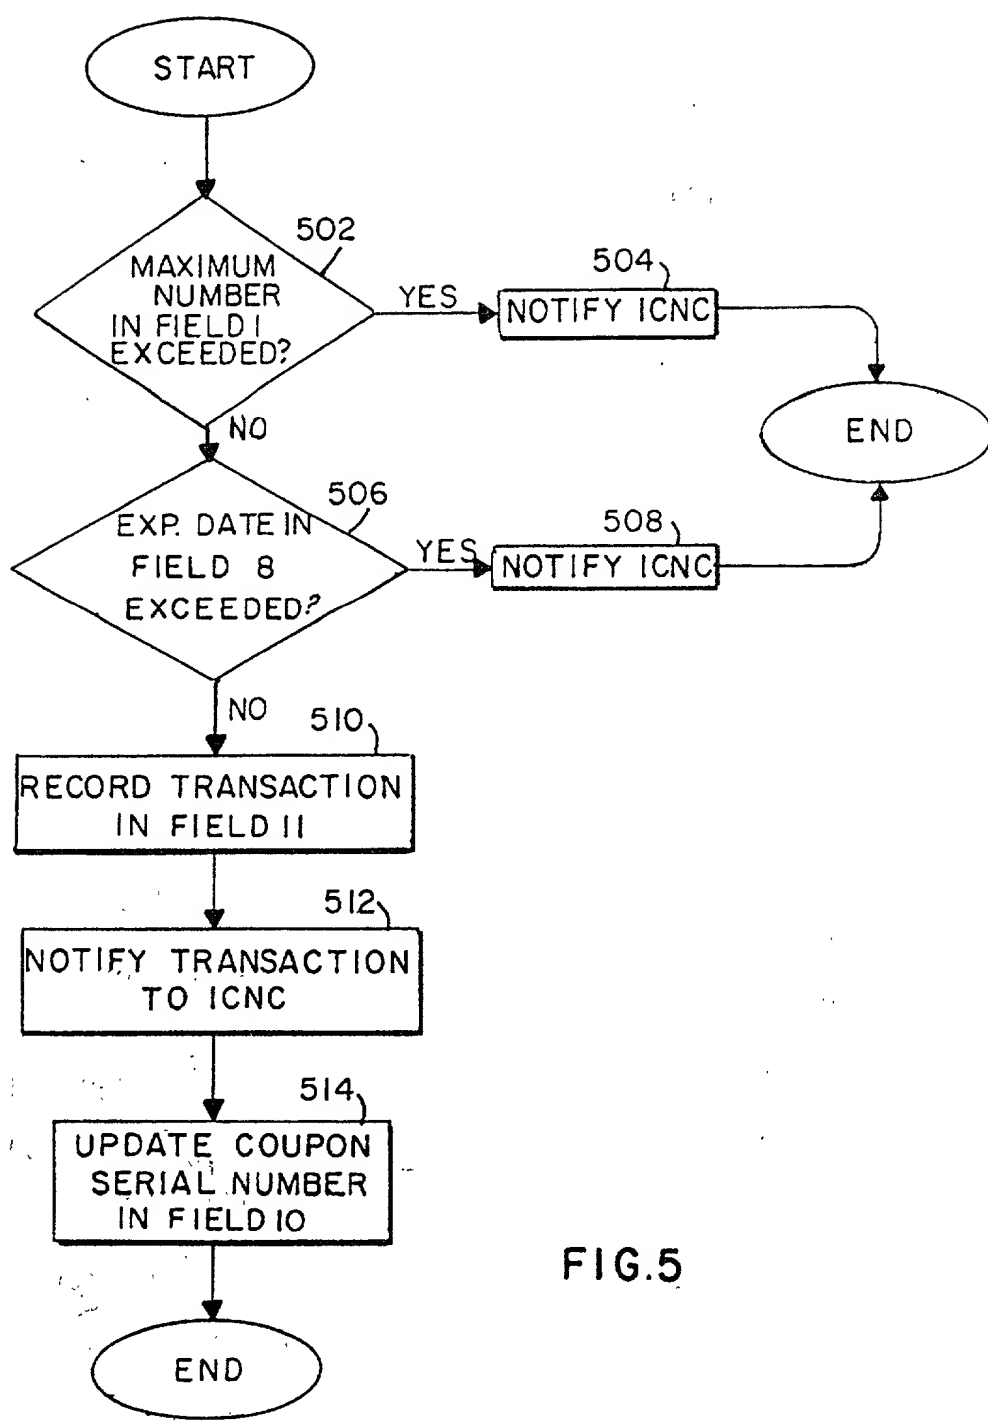 START
502
MAXIMUM
NUMBER
IN FIELD 1
EXCEEDED?
YES
504
NOTIFY ICNC
END
NO
506
EXP. DATE IN
FIELD 8
EXCEEDED?
YES
508
NOTIFY ICNC
NO
510
RECORD TRANSACTION
IN FIELD 11
512
NOTIFY TRANSACTION
TO ICNC
514
UPDATE COUPON
SERIAL NUMBER
IN FIELD 10
FIG.5
END